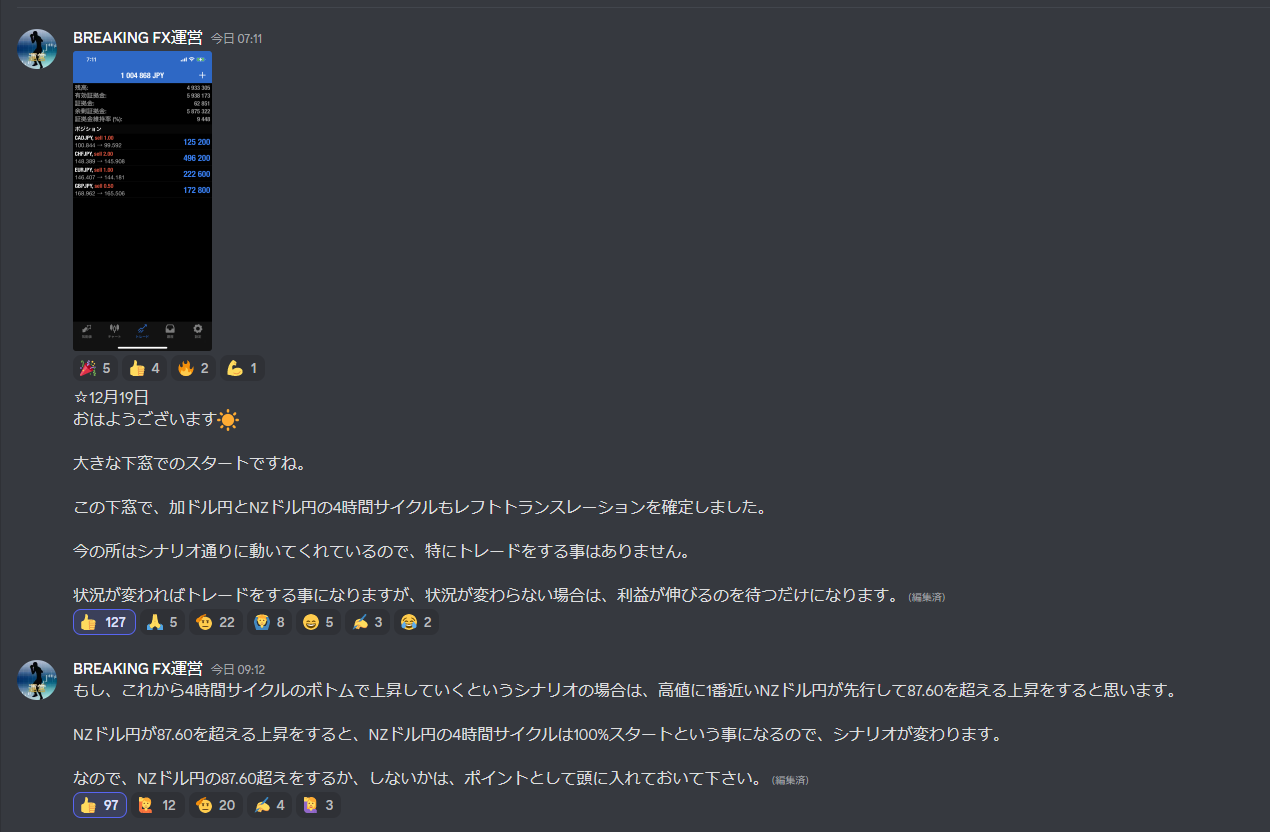 BREAKING FX運営 今日 07:11
7:11
1 004 868 JPY
残高: 4 933 305
有効証拠金: 5 938 173
証拠金: 62 851
余剰証拠金: 5 875 322
証拠金維持率 (%): 9 448
ポジション
CADJPY, sell 1.00
100.844 → 99.592 125 200
CHFJPY, sell 2.00
148.389 → 145.908 496 200
EURJPY, sell 1.00
146.407 → 144.181 222 600
GBPJPY, sell 0.50
168.962 → 165.506 172 800
5 4 2 1
☆12月19日
おはようございます☀
大きな下窓でのスタートですね。
この下窓で、加ドル円とNZドル円の4時間サイクルもレフトトランスレーションを確定しました。
今の所はシナリオ通りに動いてくれているので、特にトレードをする事はありません。
状況が変わればトレードをする事になりますが、状況が変わらない場合は、利益が伸びるのを待つだけになります。 (編集済)
127 5 22 8 5 3 2
BREAKING FX運営 今日 09:12
もし、これから4時間サイクルのボトムで上昇していくというシナリオの場合は、高値に1番近いNZドル円が先行して87.60を超える上昇をすると思います。
NZドル円が87.60を超える上昇をすると、NZドル円の4時間サイクルは100%スタートという事になるので、シナリオが変わります。
なので、NZドル円の87.60超えをするか、しないかは、ポイントとして頭に入れておいて下さい。 (編集済)
97 12 20 4 3